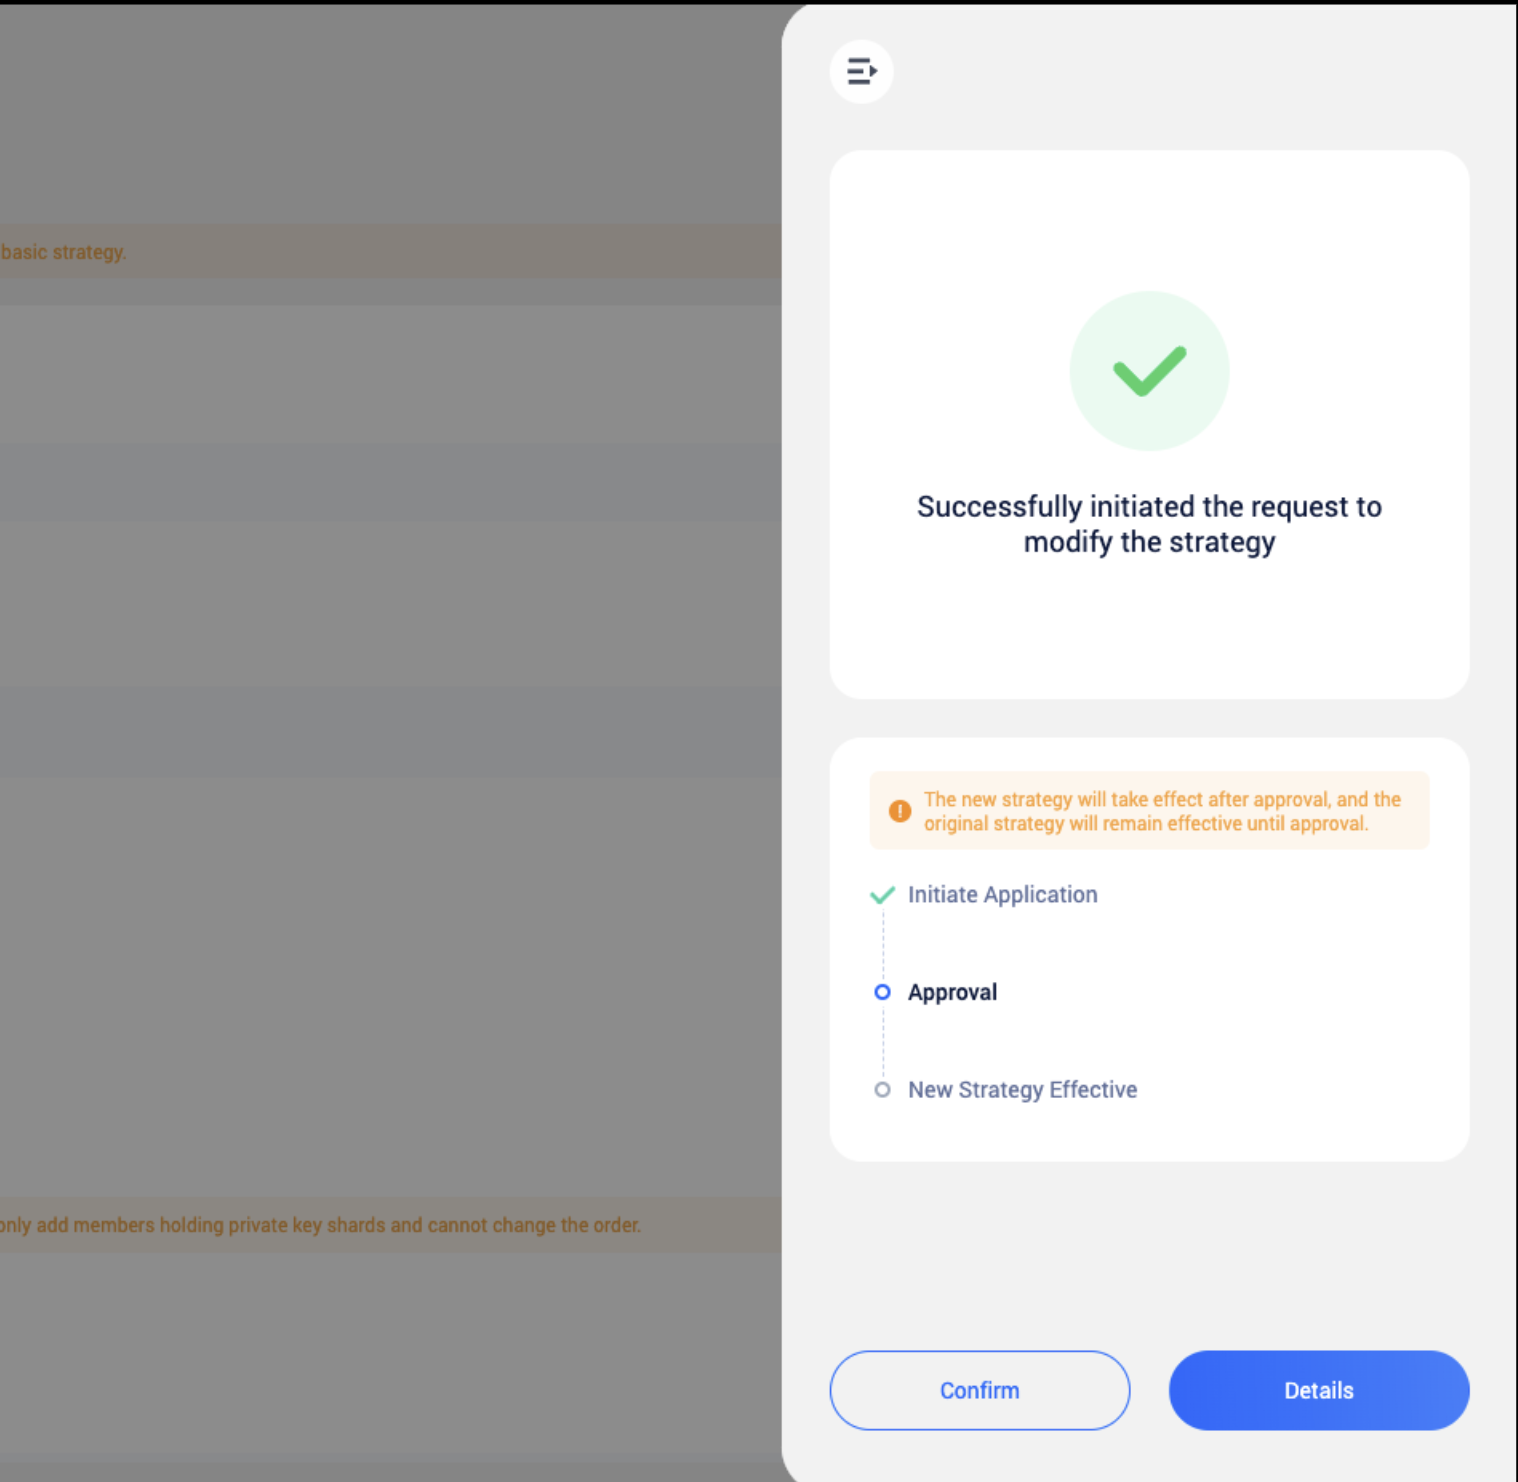 basic strategy.
Successfully initiated the request to
modify the strategy
The new strategy will take effect after approval, and the
original strategy will remain effective until approval.
Initiate Application
Approval
New Strategy Effective
only add members holding private key shards and cannot change the order.
Confirm
Details